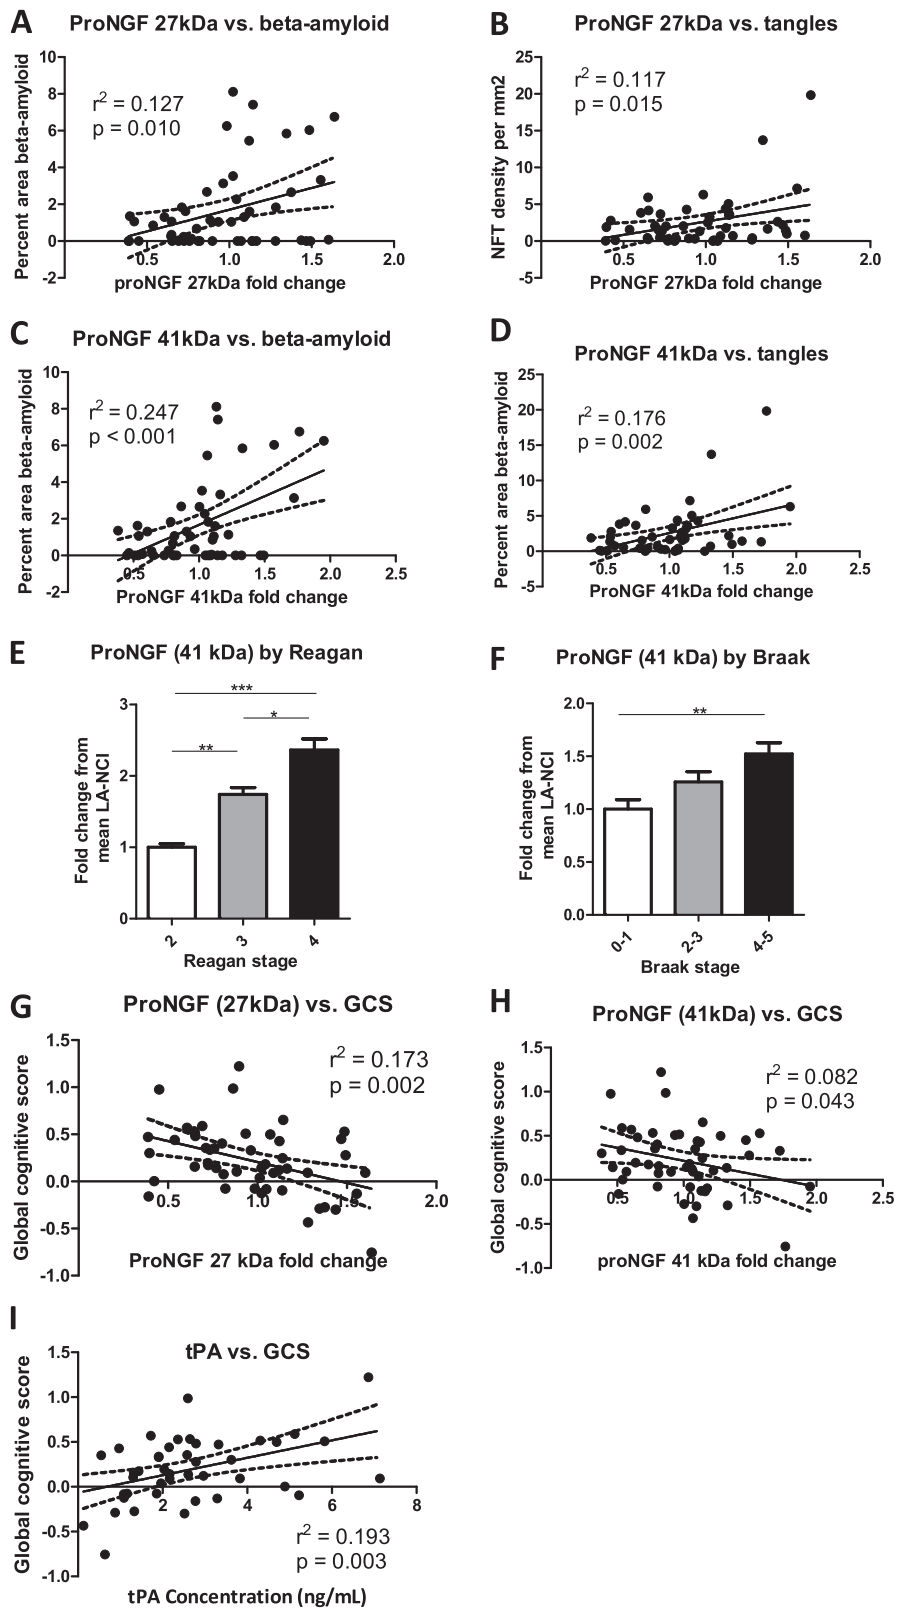 A
ProNGF 27kDa vs. beta-amyloid
Percent area beta-amyloid
10
8
6
4
2
0
-2
r2 = 0.127
p = 0.010
0.5
1.0
1.5
2.0
proNGF 27kDa fold change
B
ProNGF 27kDa vs. tangles
NFT density per mm2
25
20
15
10
5
0
-5
r2 = 0.117
p = 0.015
0.5
1.0
1.5
2.0
ProNGF 27kDa fold change
C
ProNGF 41kDa vs. beta-amyloid
Percent area beta-amyloid
10
8
6
4
2
0
-2
r2 = 0.247
p < 0.001
0.5
1.0
1.5
2.0
2.5
ProNGF 41kDa fold change
D
ProNGF 41kDa vs. tangles
Percent area beta-amyloid
25
20
15
10
5
0
-5
r2 = 0.176
p = 0.002
0.5
1.0
1.5
2.0
2.5
ProNGF 41kDa fold change
E
ProNGF (41 kDa) by Reagan
Fold change from
mean LA-NCI
3
2
1
0
***
*
**
2
3
4
Reagan stage
F
ProNGF (41 kDa) by Braak
Fold change from
mean LA-NCI
2.0
1.5
1.0
0.5
0.0
**
0-1
2-3
4-5
Braak stage
G
ProNGF (27kDa) vs. GCS
Global cognitive score
1.5
1.0
0.5
0.0
-0.5
-1.0
r2 = 0.173
p = 0.002
0.5
1.0
1.5
2.0
ProNGF 27 kDa fold change
H
ProNGF (41kDa) vs. GCS
Global cognitive score
1.5
1.0
0.5
0.0
-0.5
-1.0
r2 = 0.082
p = 0.043
0.5
1.0
1.5
2.0
2.5
proNGF 41 kDa fold change
I
tPA vs. GCS
Global cognitive score
1.5
1.0
0.5
0.0
-0.5
-1.0
2
4
6
8
r2 = 0.193
p = 0.003
tPA Concentration (ng/mL)